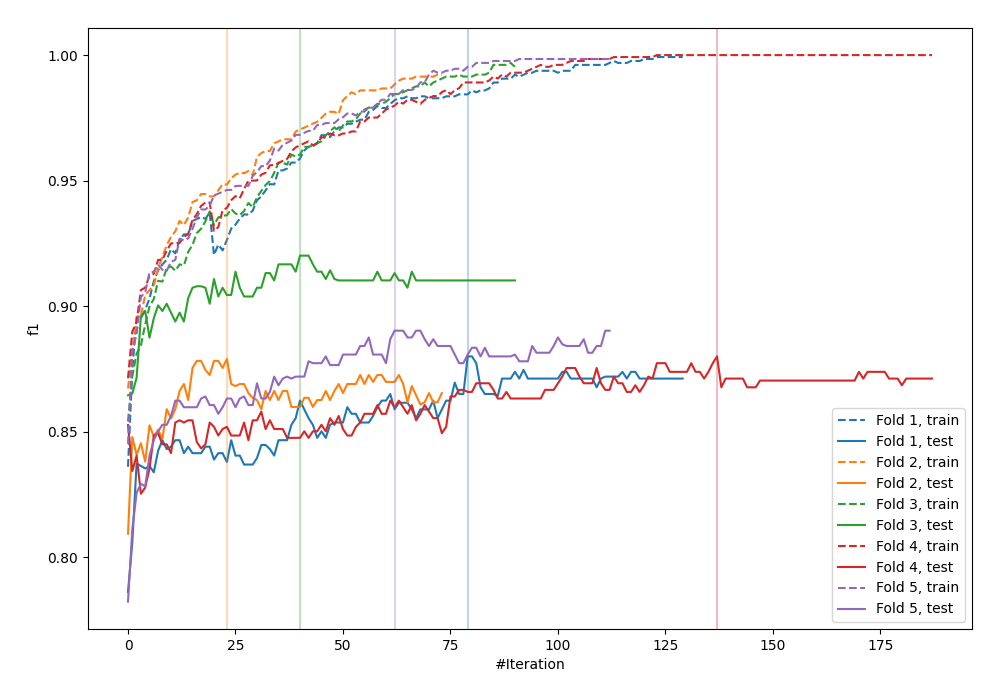 1.00
0.95
0.90
0.85
0.80
f1
0
25
50
75
100
125
150
175
#Iteration
Fold 1, train
Fold 1, test
Fold 2, train
Fold 2, test
Fold 3, train
Fold 3, test
Fold 4, train
Fold 4, test
Fold 5, train
Fold 5, test